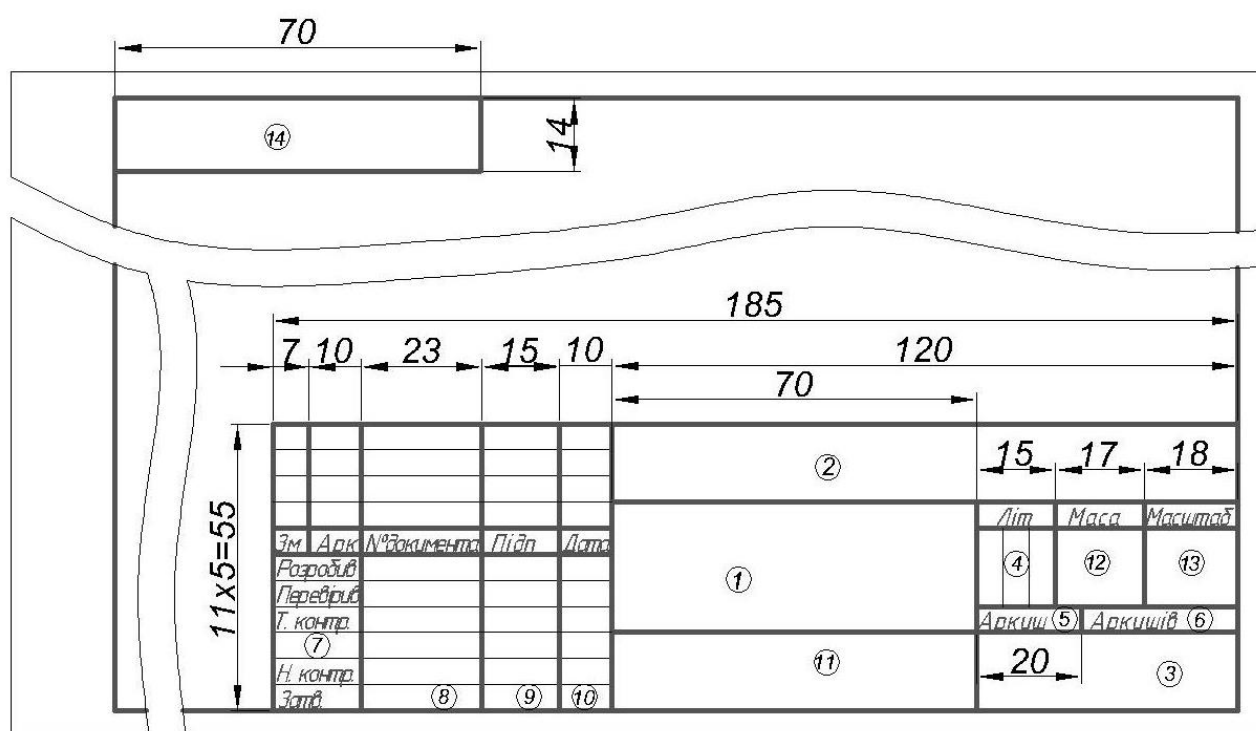 70
14
14
185
7 10 23 15 10 120
70
2
15 17 18
Зм Арк №документа Підп Дата
Літ Маса Масштаб
11x5=55
Розробив
Перевірив
Т. контр.
7
Н. контр.
Затв.
8 9 10
1
4 12 13
Аркиш 5 Аркишів 6
11
20
3